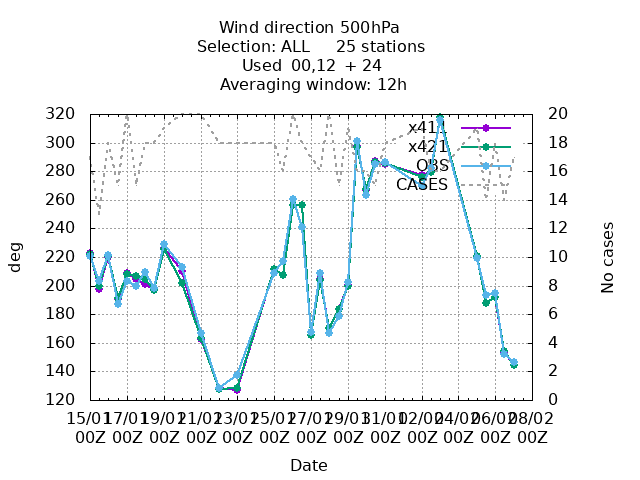 Wind direction 500hPa
Selection: ALL 25 stations
Used 00,12 + 24
Averaging window: 12h
320 20
300 18
280 16
260 14
240 12
220 10
200 8
180 6
160 4
140 2
120 0
x411
x421
OBS
CASES
deg
No cases
15/01 17/01 19/01 21/01 23/01 25/01 27/01 29/01 31/01 02/02 04/02 06/02 08/02
00Z 00Z 00Z 00Z 00Z 00Z 00Z 00Z 00Z 00Z 00Z 00Z 00Z
Date